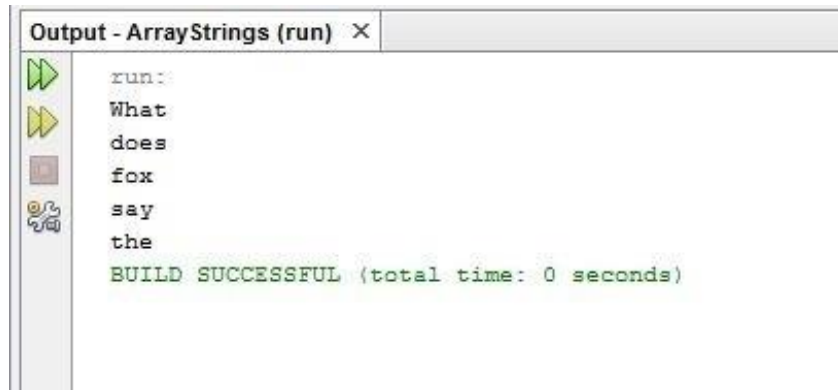 Output - ArrayStrings (run) ×
run:
What
does
fox
say
the
BUILD SUCCESSFUL (total time: 0 seconds)